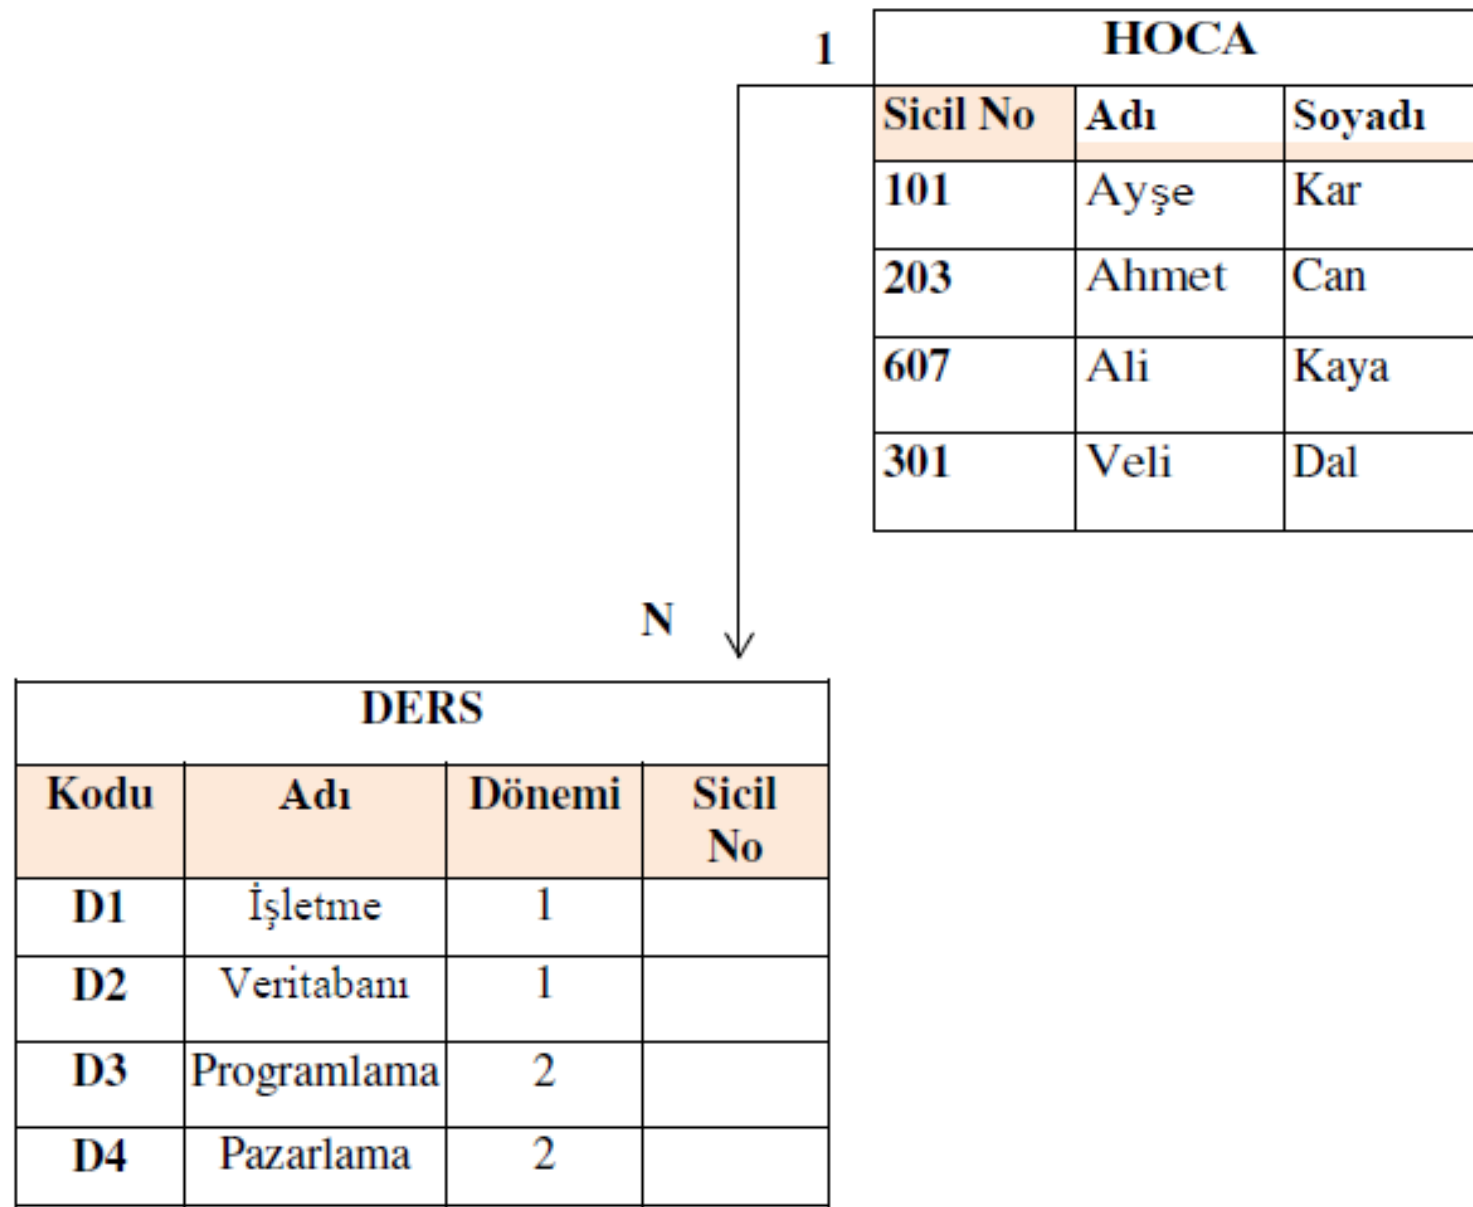 1
HOCA
Sicil No Adı Soyadı
101 Ayşe Kar
203 Ahmet Can
607 Ali Kaya
301 Veli Dal
N
DERS
Kodu Adı Dönemi Sicil
No
D1 İşletme 1
D2 Veritabanı 1
D3 Programlama 2
D4 Pazarlama 2